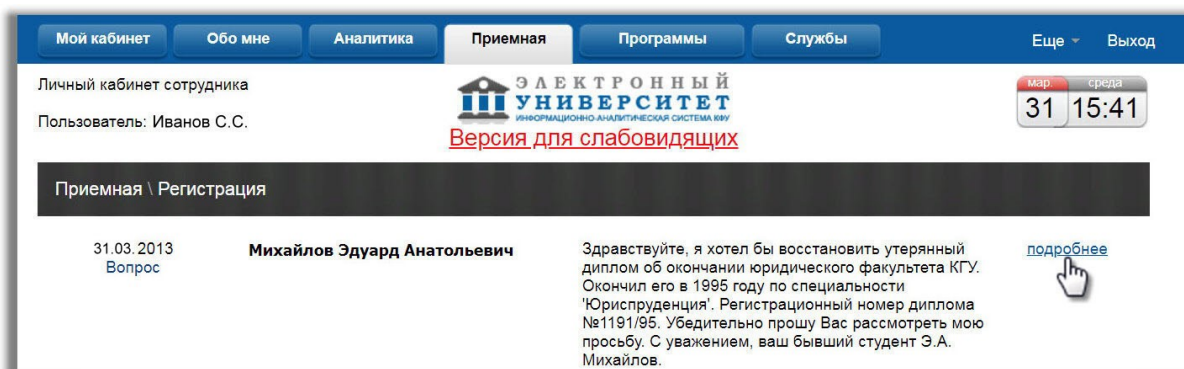 Мой кабинет
Обо мне
Аналитика
Приемная
Программы
Службы
Еще
Выход
Личный кабинет сотрудника
Пользователь: Иванов С.С.
ЭЛЕКТРОННЫЙ
УНИВЕРСИТЕТ
ИНФОРМАЦИОННО-АНАЛИТИЧЕСКАЯ СИСТЕМА КФУ
Версия для слабовидящих
мар. среда
31 15:41
Приемная \ Регистрация
31.03.2013
Вопрос
Михайлов Эдуард Анатольевич
Здравствуйте, я хотел бы восстановить утерянный
диплом об окончании юридического факультета КГУ.
Окончил его в 1995 году по специальности
'Юриспруденция'. Регистрационный номер диплома
№1191/95. Убедительно прошу Вас рассмотреть мою
просьбу. С уважением, ваш бывший студент Э.А.
Михайлов.
подробнее